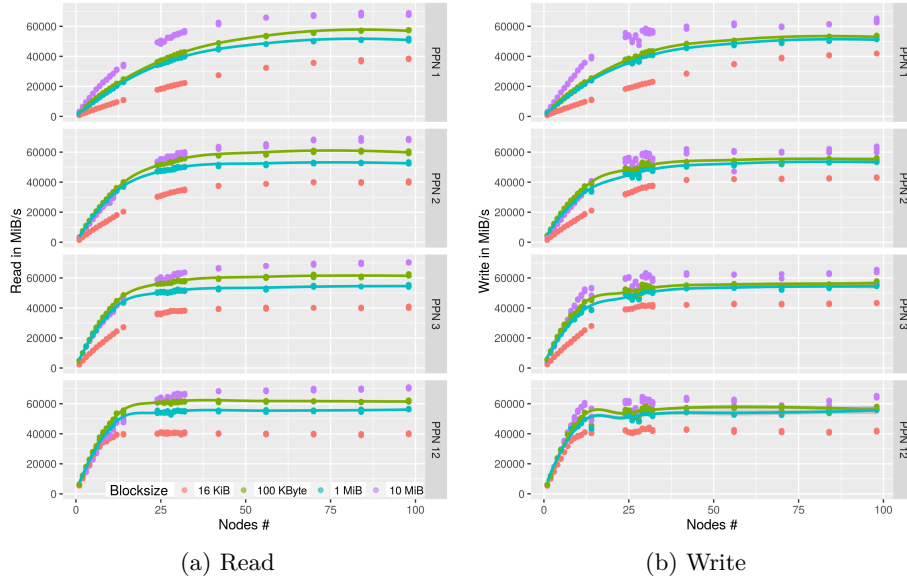 60000
40000
20000
0
PPN 1
60000
40000
20000
0
PPN 2
60000
40000
20000
0
PPN 3
60000
40000
20000
0
PPN 12
Read in MiB/s
Blocksize 16 KiB 100 KByte 1 MiB 10 MiB
0 25 50 75 100
Nodes #
(a) Read
60000
40000
20000
0
PPN 1
60000
40000
20000
0
PPN 2
60000
40000
20000
0
PPN 3
60000
40000
20000
0
PPN 12
Write in MiB/s
0 25 50 75 100
Nodes #
(b) Write